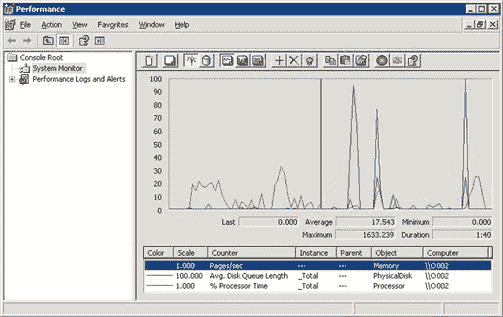 Performance
File Action View Favorites Window Help
Console Root
System Monitor
Performance Logs and Alerts
100
90
80
70
60
50
40
30
20
10
0
Last 0.000 Average 17.543 Minimum 0.000
Maximum 1633.239 Duration 1:40
Color Scale Counter Instance Parent Object Computer
1.000 Pages/sec --- --- Memory \\O002
100.000 Avg. Disk Queue Length _Total --- PhysicalDisk \\O002
1.000 % Processor Time _Total --- Processor \\O002